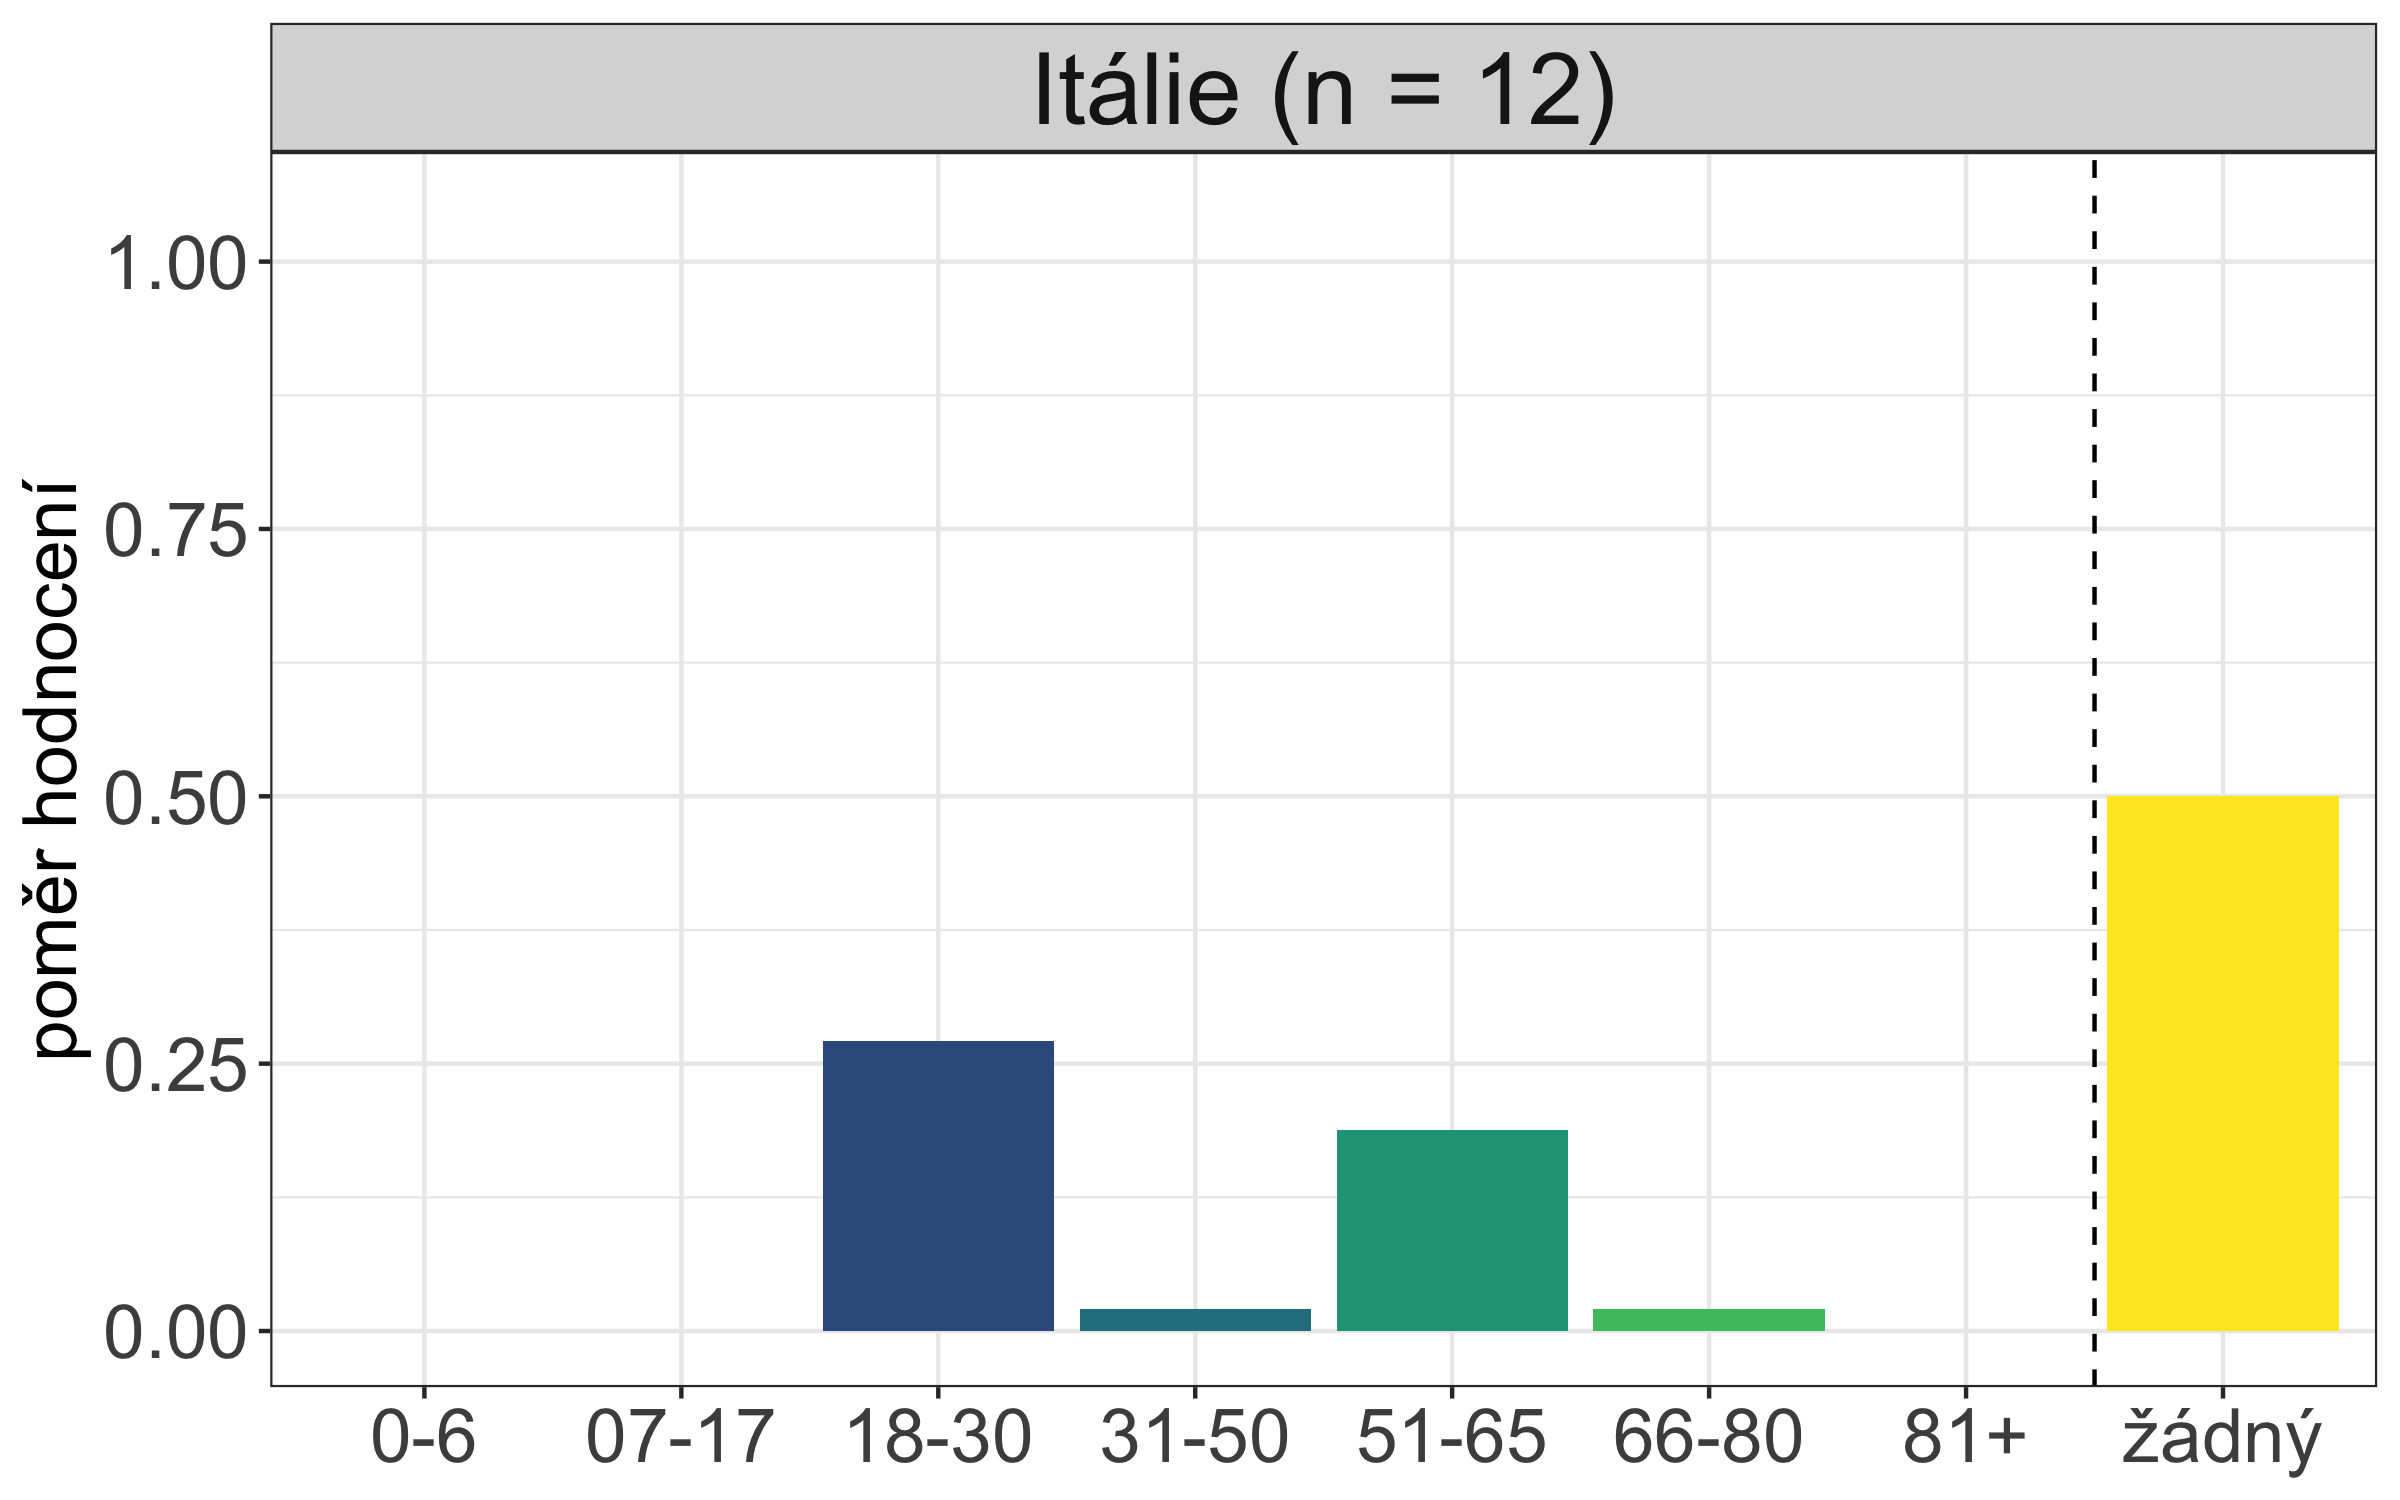 Itálie (n = 12)
poměr hodnocení
1.00
0.75
0.50
0.25
0.00
0-6 07-17 18-30 31-50 51-65 66-80 81+ žádný